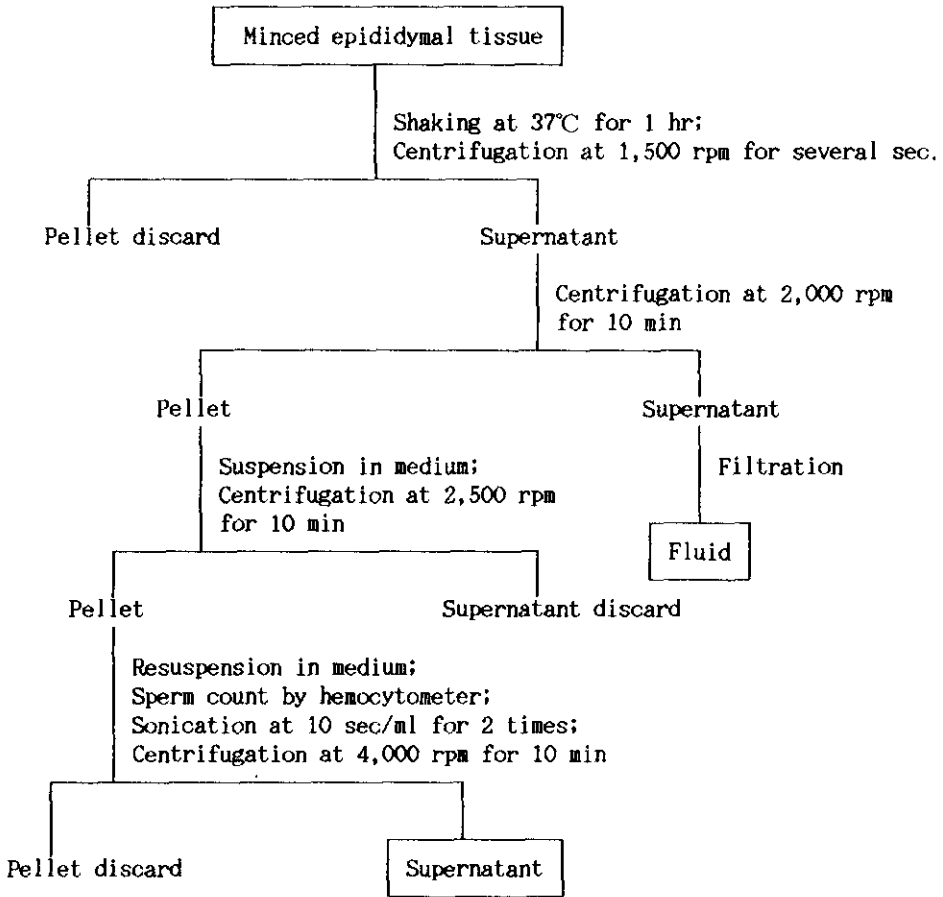 Minced epididymal tissue
Shaking at 37℃ for 1 hr;
Centrifugation at 1,500 rpm for several sec.
Pellet discard
Supernatant
Centrifugation at 2,000 rpm
for 10 min
Pellet
Supernatant
Suspension in medium;
Centrifugation at 2,500 rpm
for 10 min
Filtration
Fluid
Pellet
Supernatant discard
Resuspension in medium;
Sperm count by hemocytometer;
Sonication at 10 sec/ml for 2 times;
Centrifugation at 4,000 rpm for 10 min
Pellet discard
Supernatant